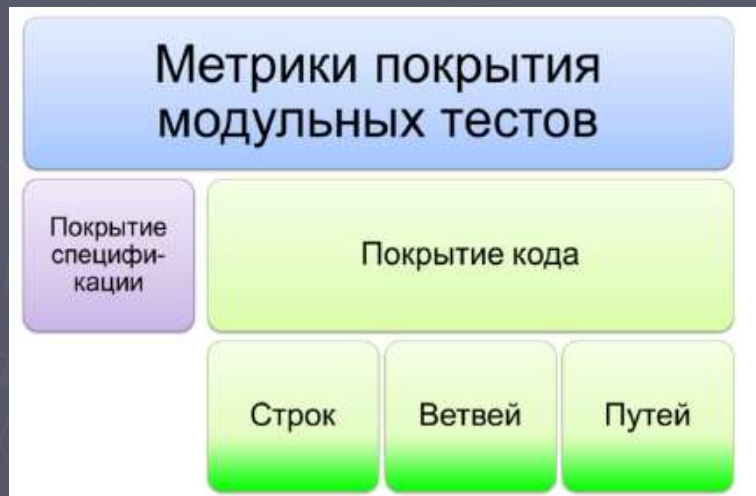 Метрики покрытия
модульных тестов
Покрытие
специфи-
кации
Покрытие кода
Строк
Ветвей
Путей